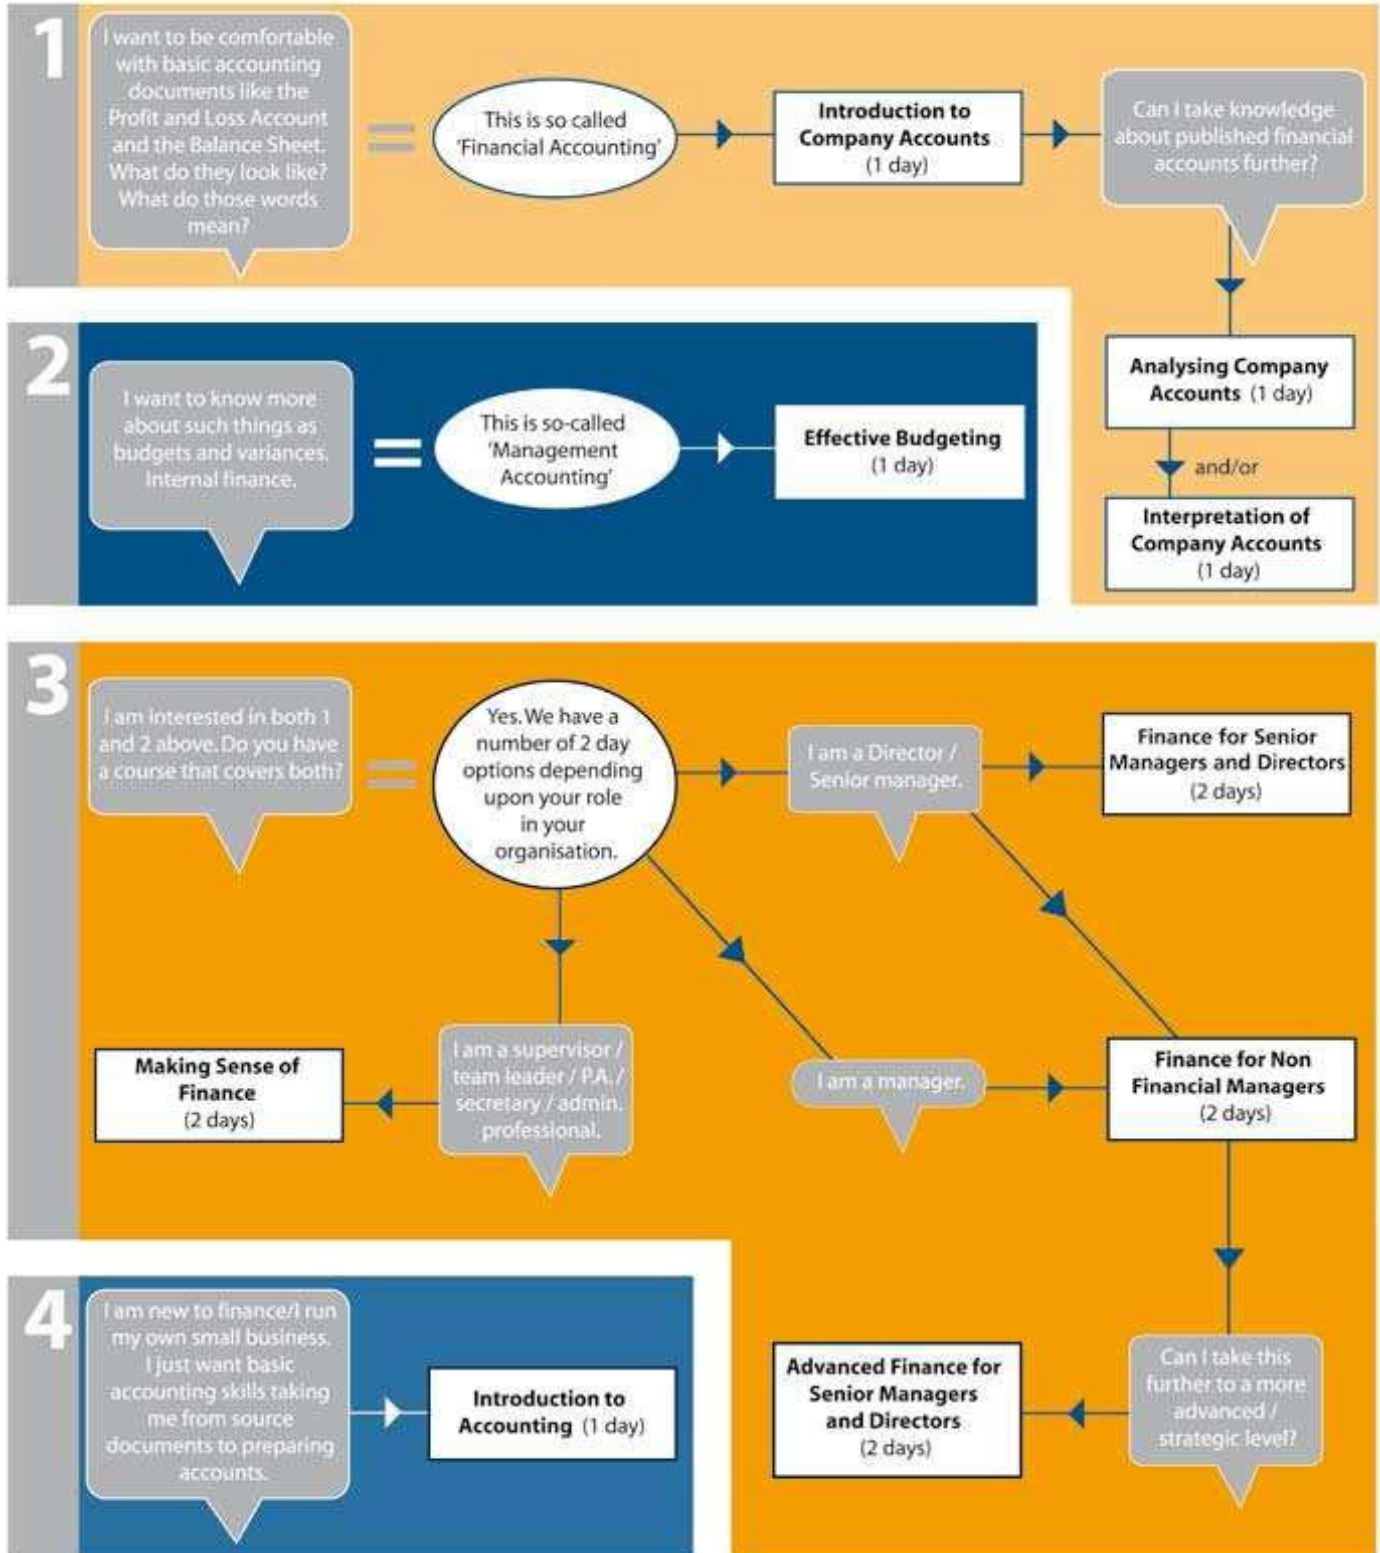 1
I want to be comfortable
with basic accounting
documents like the
Profit and Loss Account
and the Balance Sheet.
What do they look like?
What do those words
mean?
This is so called
'Financial Accounting'
Introduction to
Company Accounts
(1 day)
Can I take knowledge
about published financial
accounts further?
Analysing Company
Accounts (1 day)
and/or
Interpretation of
Company Accounts
(1 day)
2
I want to know more
about such things as
budgets and variances.
Internal finance.
This is so-called
'Management
Accounting'
Effective Budgeting
(1 day)
3
I am interested in both 1
and 2 above. Do you have
a course that covers both?
Yes. We have a
number of 2 day
options depending
upon your role
in your
organisation.
I am a Director /
Senior manager.
Finance for Senior
Managers and Directors
(2 days)
Making Sense of
Finance
(2 days)
I am a supervisor /
team leader / P.A. /
secretary / admin.
professional.
I am a manager.
Finance for Non
Financial Managers
(2 days)
Can I take this
further to a more
advanced /
strategic level?
Advanced Finance for
Senior Managers
and Directors
(2 days)
4
I am new to finance/I run
my own small business.
I just want basic
accounting skills taking
me from source
documents to preparing
accounts.
Introduction to
Accounting (1 day)